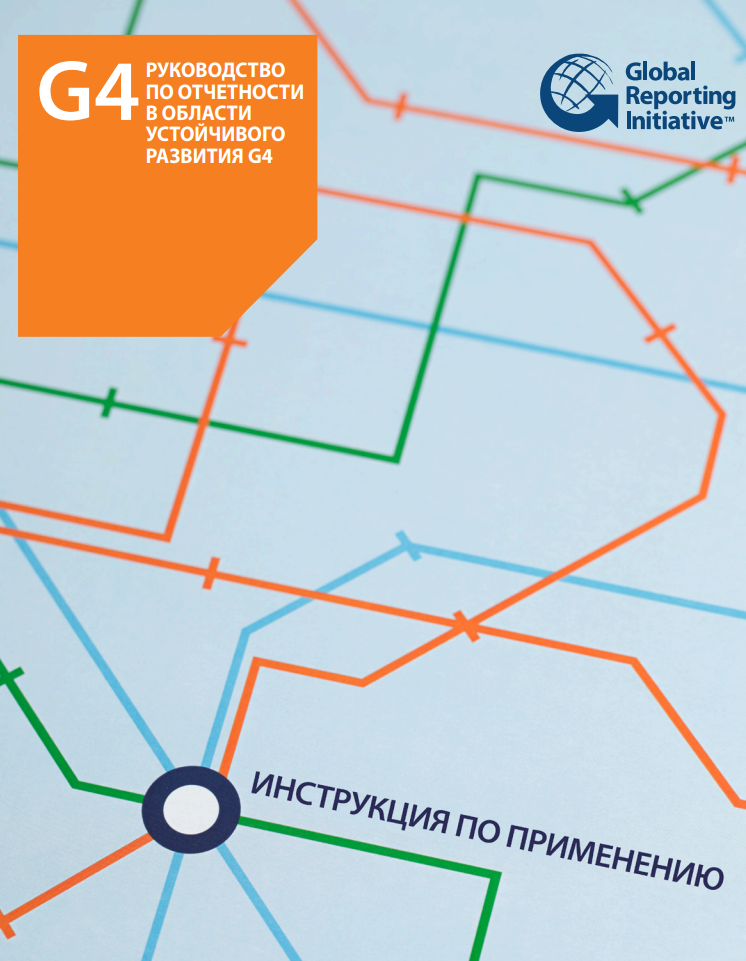 G4
РУКОВОДСТВО
ПО ОТЧЕТНОСТИ
В ОБЛАСТИ
УСТОЙЧИВОГО
РАЗВИТИЯ G4
Global
Reporting
Initiative™
ИНСТРУКЦИЯ ПО ПРИМЕНЕНИЮ